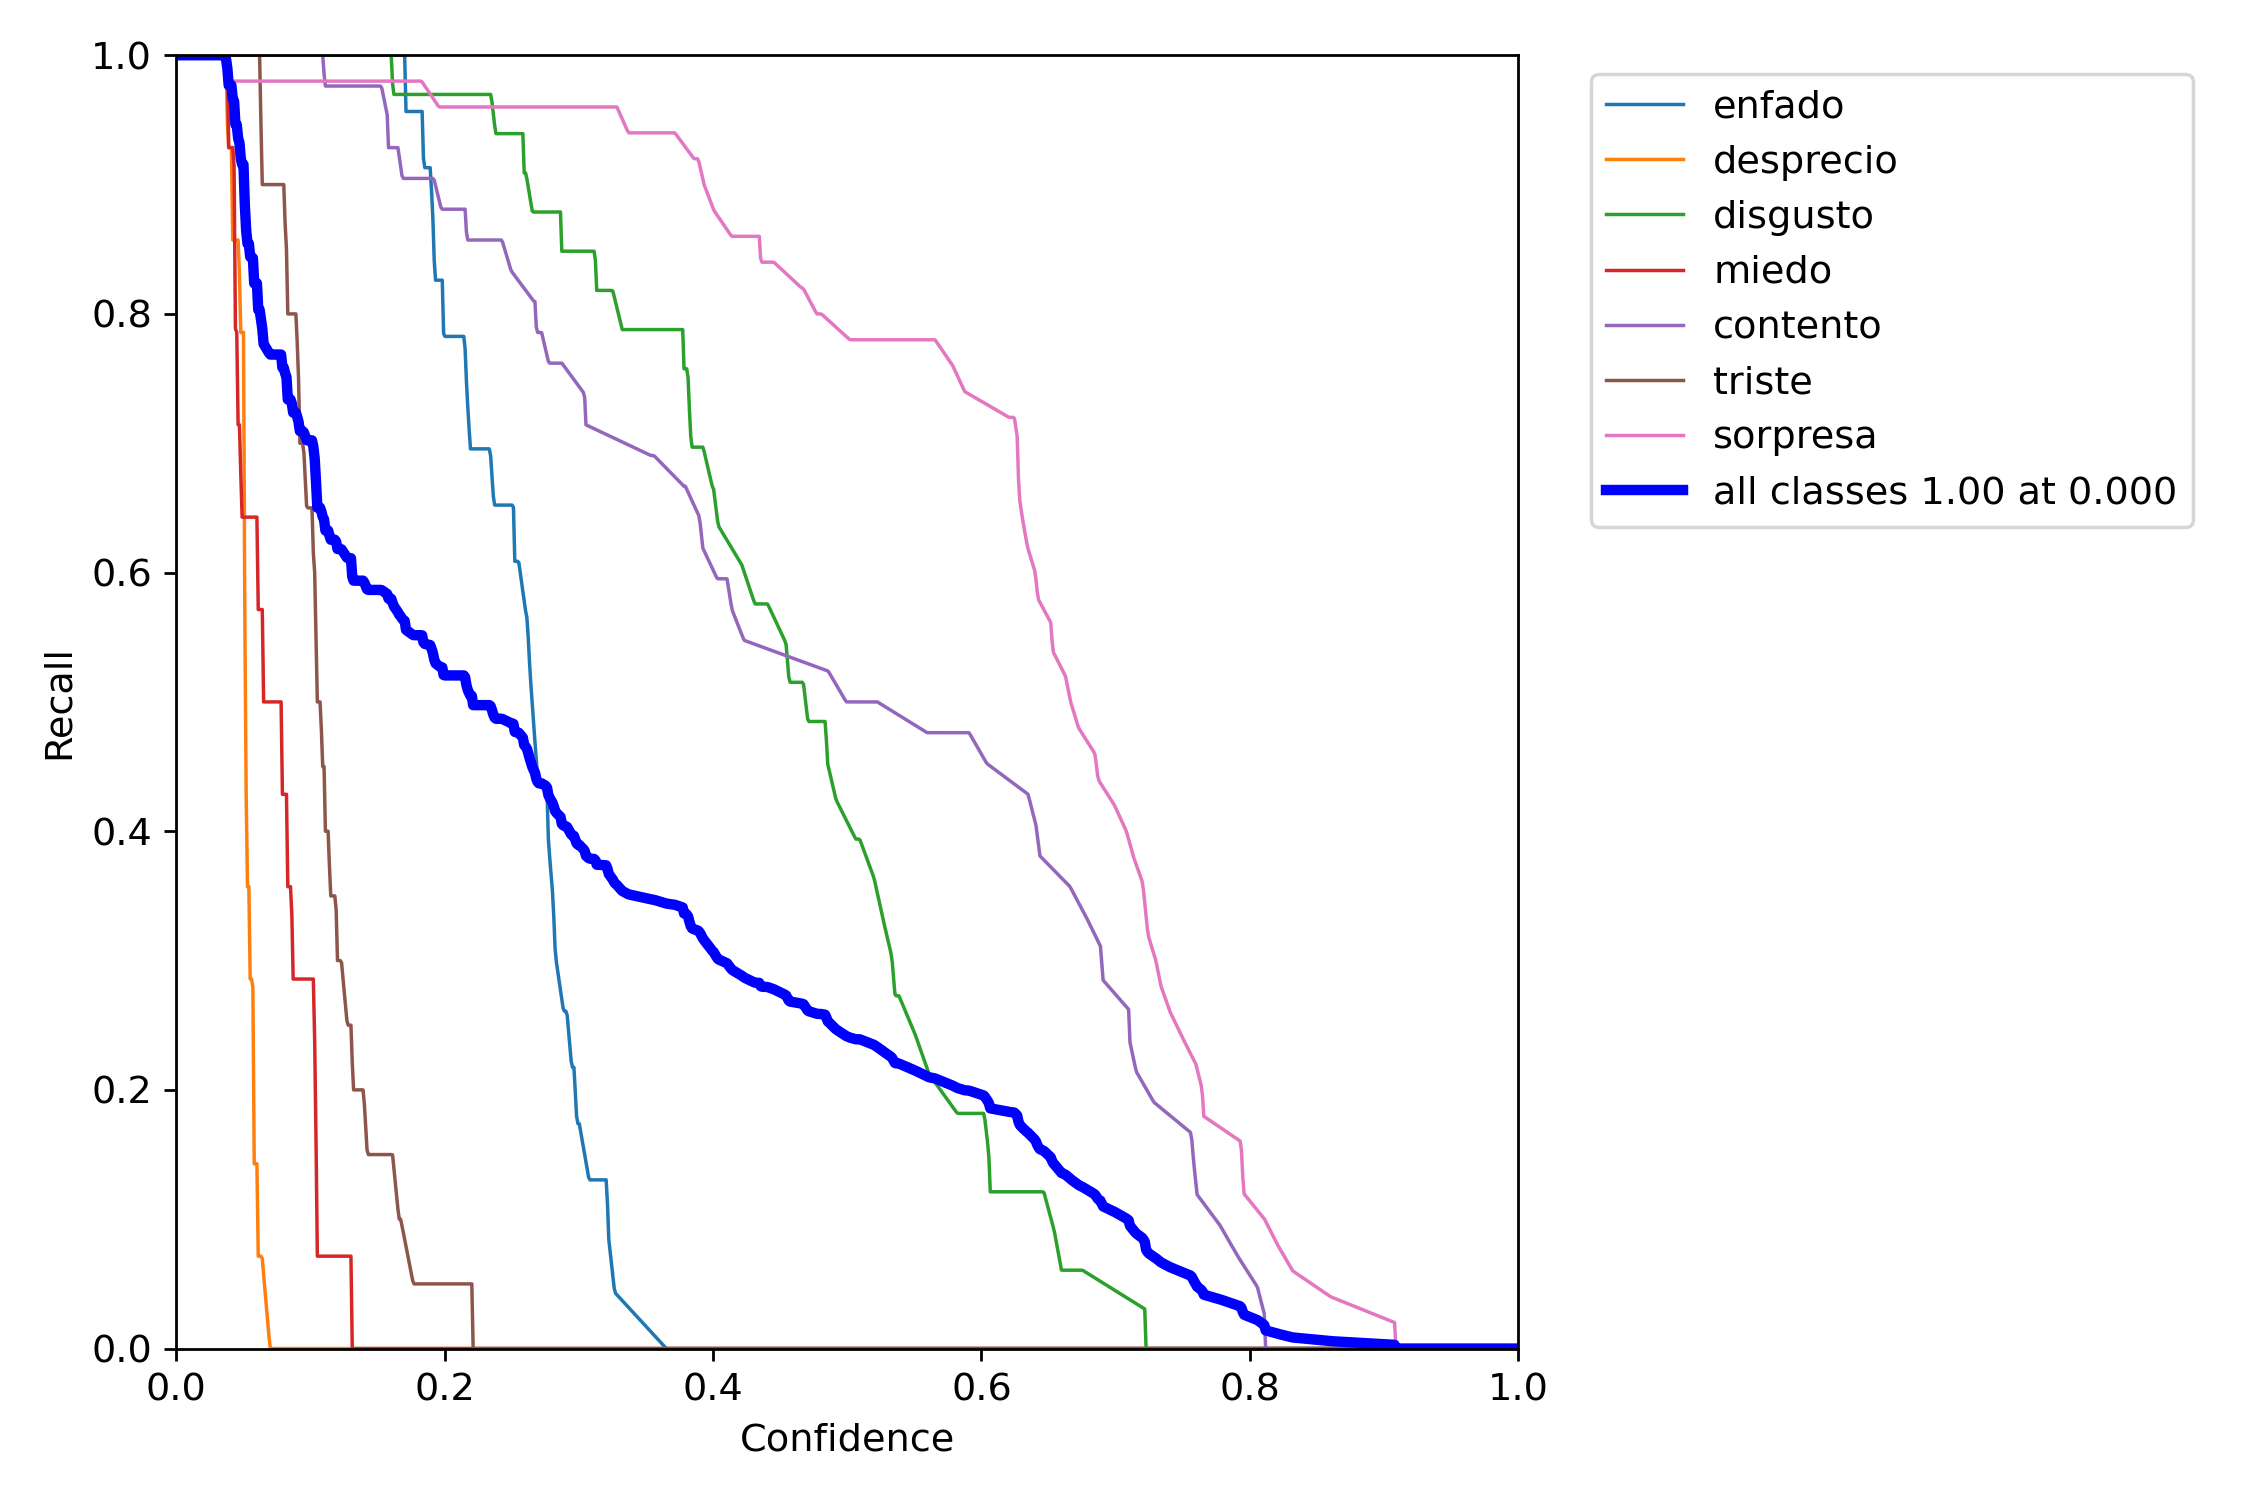 1.0
0.8
0.6
0.4
0.2
0.0
Recall
0.0 0.2 0.4 0.6 0.8 1.0
Confidence
enfado
desprecio
disgusto
miedo
contento
triste
sorpresa
all classes 1.00 at 0.000